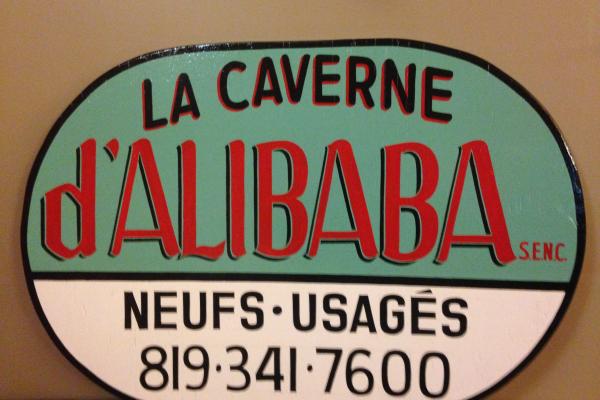 LA CAVERNE
d'ALIBABA S.E.N.C.
NEUFS·USAGÉS
819·341·7600